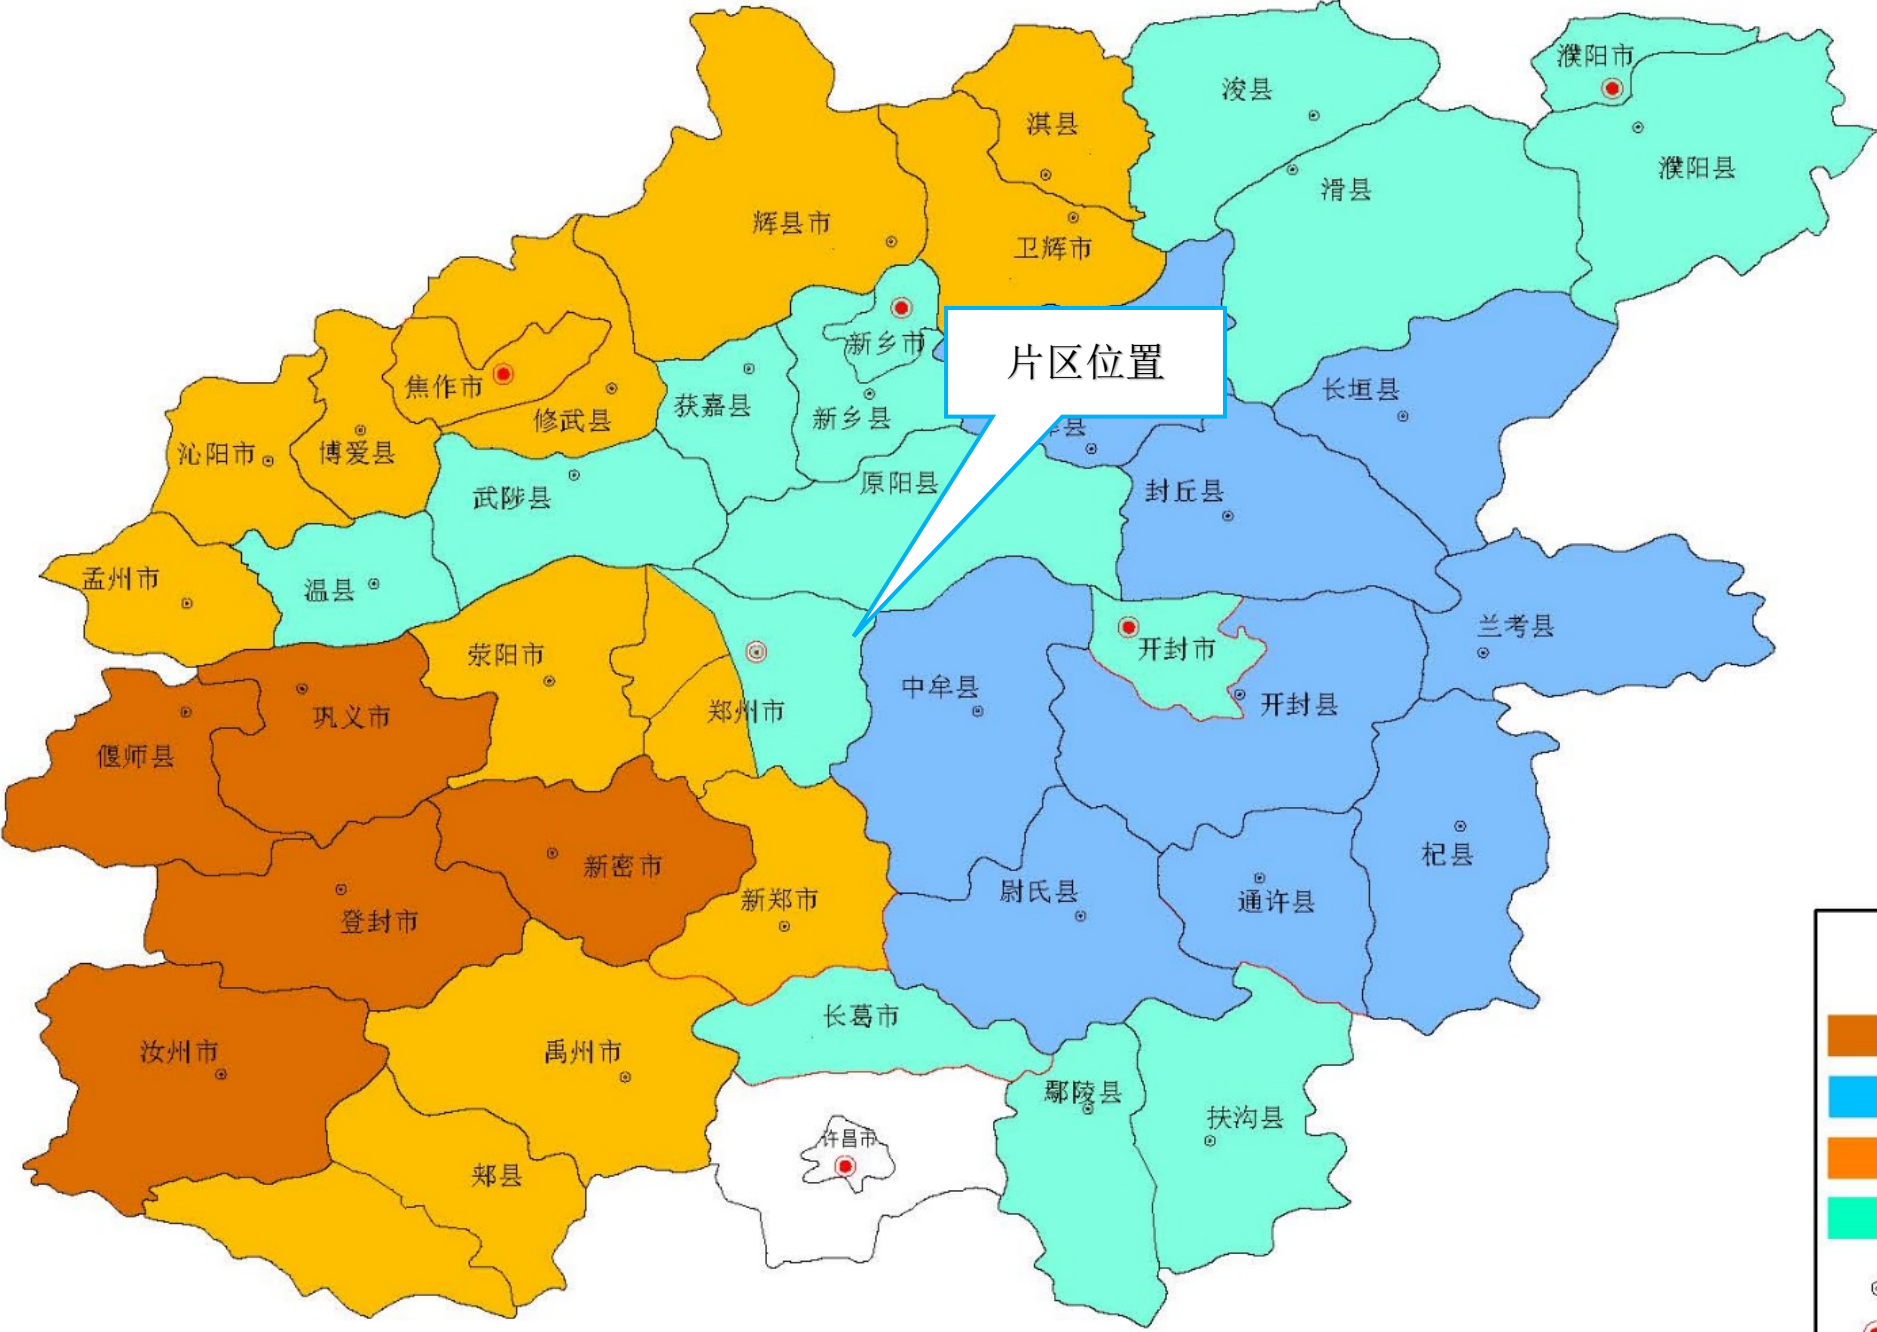 濮阳市
浚县
淇县
濮阳县
滑县
辉县市
卫辉市
新乡市
片区位置
焦作市
修武县
获嘉县
新乡县
长垣县
沁阳市
博爱县
津县
武陟县
原阳县
封丘县
孟州市
温县
荥阳市
开封市
兰考县
巩义市
郑州市
中牟县
开封县
偃师县
新密市
新郑市
尉氏县
通许县
杞县
登封市
长葛市
汝州市
禹州市
鄢陵县
扶沟县
许昌市
郏县